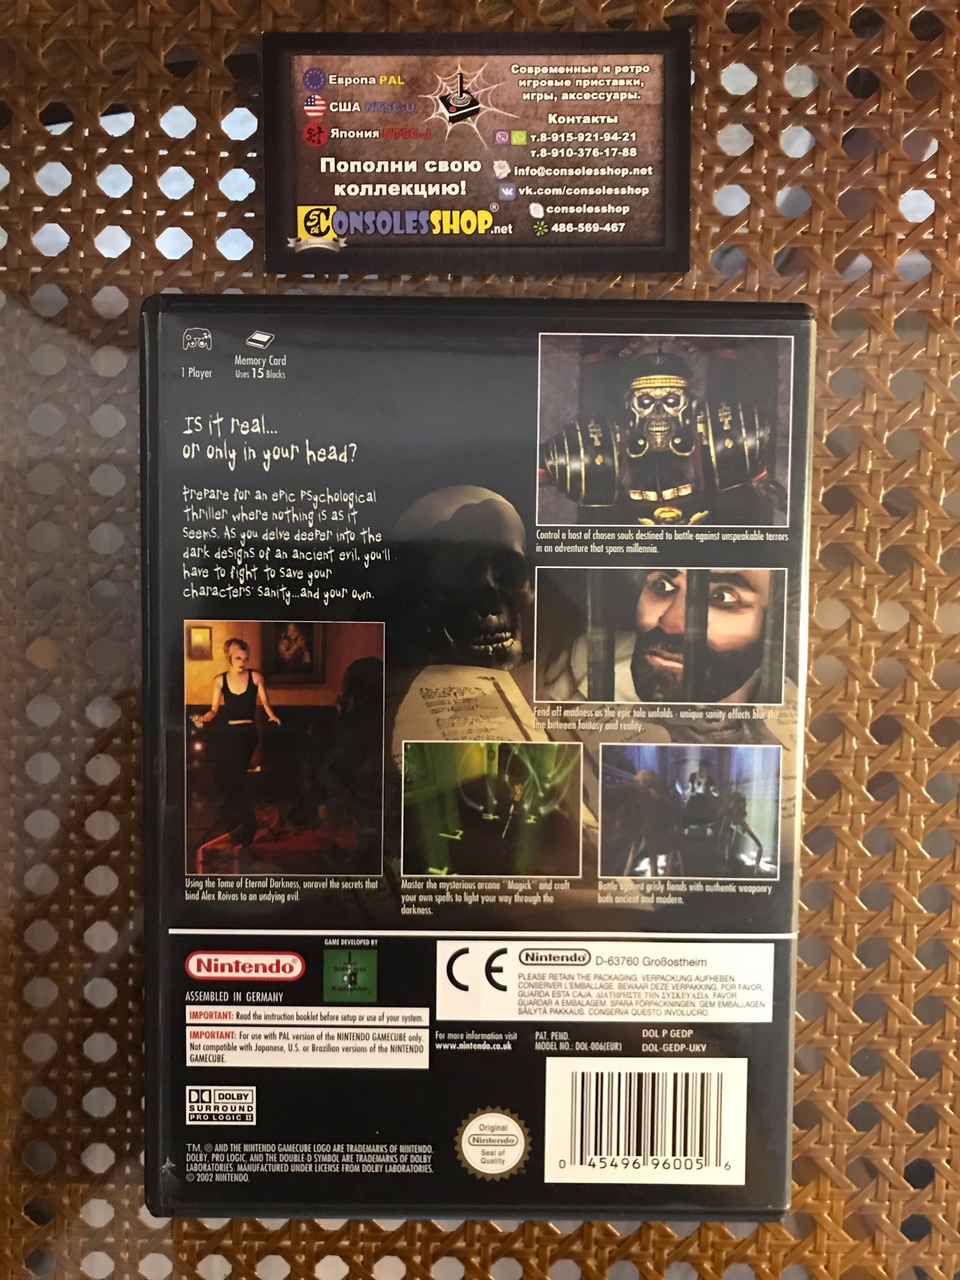 Европа PAL
США NTSC-U
Япония NTSC-J
Пополни свою
коллекцию!
CONSOLESSHOP.net
®
Современные и ретро
игровые приставки,
игры, аксессуары.
Контакты
т.8-915-921-94-21
т.8-910-376-17-88
info@consolesshop.net
vk.com/consolesshop
consolesshop
486-569-467
1 Player
Memory Card
Uses 15 Blocks
Is it real...
or only in your head?
Prepare for an epic psychological
thriller where nothing is as it
seems. As you delve deeper into the
dark designs of an ancient evil, you'll
have to fight to save your
characters' sanity...and your own.
Control a host of chosen souls destined to battle against unspeakable terrors
in an adventure that spans millennia.
Fend off madness as the epic tale unfolds - unique sanity effects blur the
line between fantasy and reality.
Using the Tome of Eternal Darkness, unravel the secrets that
bind Alex Roivas to an undying evil.
Master the mysterious arcane "Magick" and craft
your own spells to light your way through the
darkness.
Battle against grisly fiends with authentic weaponry
both ancient and modern.
Nintendo®
ASSEMBLED IN GERMANY
GAME DEVELOPED BY
IMPORTANT: Read the instruction booklet before setup or use of your system.
IMPORTANT: For use with PAL version of the NINTENDO GAMECUBE only.
Not compatible with Japanese, U.S. or Brazilian versions of the NINTENDO
GAMECUBE.
CE
Nintendo® D-63760 Großostheim
PLEASE RETAIN THE PACKAGING. VERPACKUNG AUFHEBEN.
CONSERVER L'EMBALLAGE. BEWAAR DEZE VERPAKKING. POR FAVOR,
GUARDA ESTA CAJA. ΔΙΑΤΗΡΗΣΤΕ ΤΗΝ ΣΥΣΚΕΥΑΣΙΑ. FAVOR
GUARDAR A EMBALAGEM. SPARA FÖRPACKNINGEN. GEM EMBALLAGEN
SÄILYTÄ PAKKAUS. CONSERVA QUESTO INVOLUCRO.
For more information visit
www.nintendo.co.uk
PAT. PEND.
MODEL NO.: DOL-006(EUR)
DOL P GEDP
DOL-GEDP-UKV
DOLBY
SURROUND
PRO LOGIC II
TM, ® AND THE NINTENDO GAMECUBE LOGO ARE TRADEMARKS OF NINTENDO.
DOLBY, PRO LOGIC, AND THE DOUBLE-D SYMBOL ARE TRADEMARKS OF DOLBY
LABORATORIES. MANUFACTURED UNDER LICENSE FROM DOLBY LABORATORIES.
© 2002 NINTENDO.
Original
Nintendo
Seal of
Quality
0 45496 96005 6